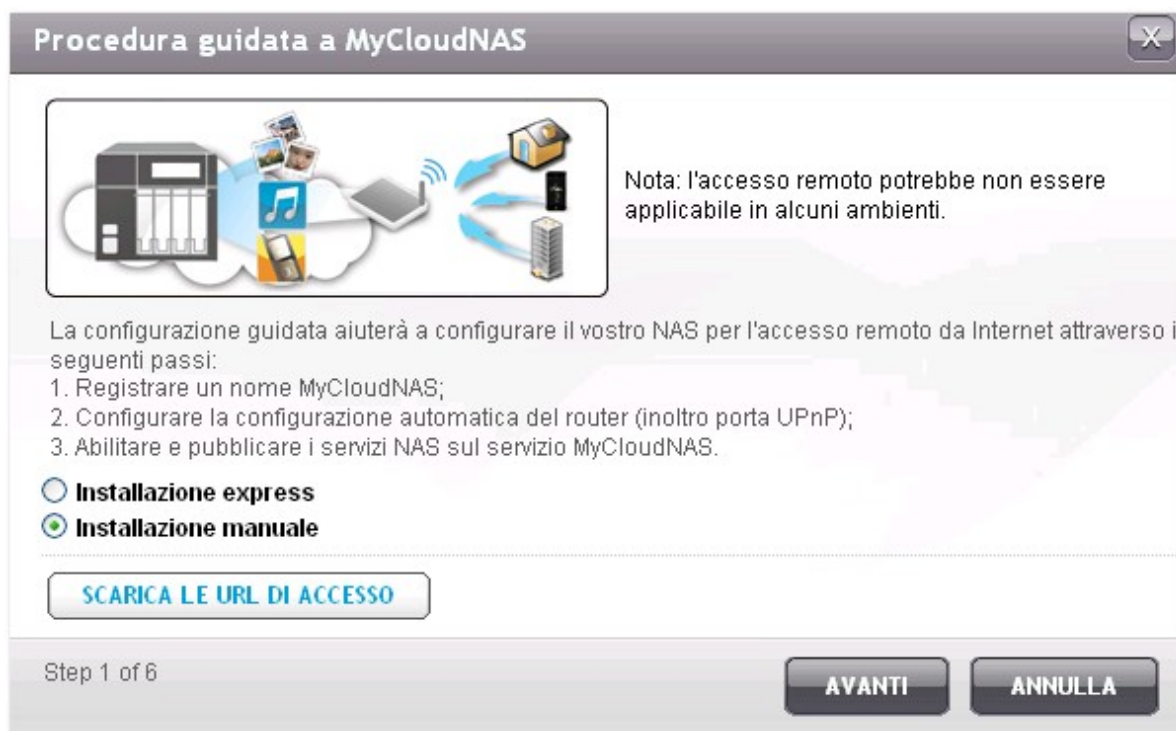 Procedura guidata a MyCloudNAS
X
Nota: l'accesso remoto potrebbe non essere
applicabile in alcuni ambienti.
La configurazione guidata aiuterà a configurare il vostro NAS per l'accesso remoto da Internet attraverso i
seguenti passi:
1. Registrare un nome MyCloudNAS;
2. Configurare la configurazione automatica del router (inoltro porta UPnP);
3. Abilitare e pubblicare i servizi NAS sul servizio MyCloudNAS.
Installazione express
Installazione manuale
SCARICA LE URL DI ACCESSO
Step 1 of 6
AVANTI
ANNULLA